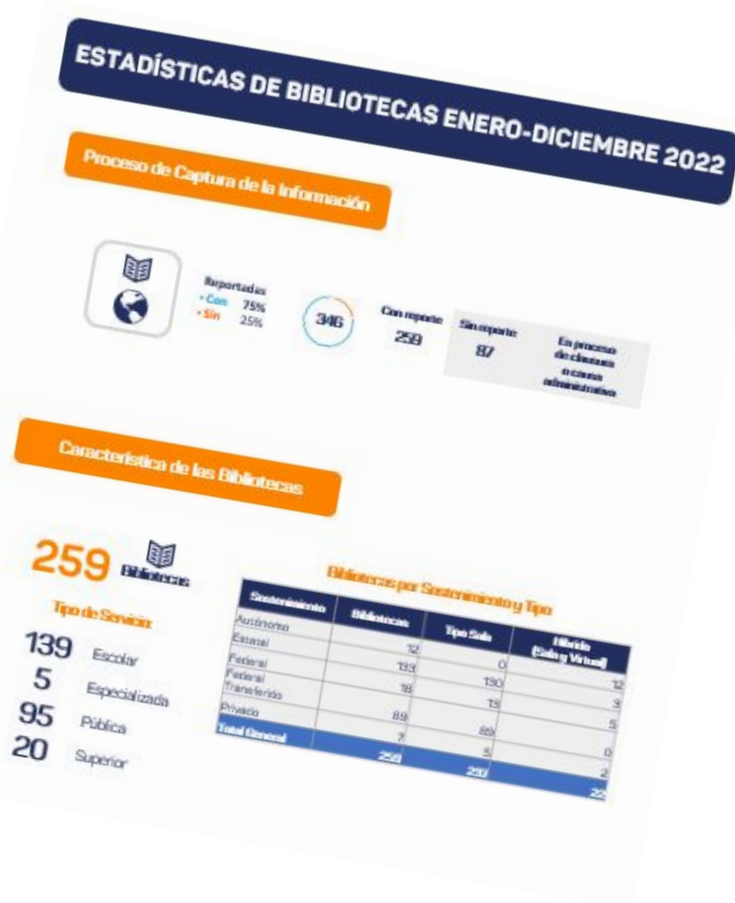 ESTADÍSTICAS DE BIBLIOTECAS ENERO-DICIEMBRE 2022
Proceso de Captura de la Información
Reportadas
• Con 75%
• Sin 25%
346
Con reporte
259
Sin reporte
87
En proceso
de clausura
o causa
administrativa
Característica de las Bibliotecas
259 Bibliotecas
Tipo de Servicio:
139 Escolar
5 Especializada
95 Pública
20 Superior
Bibliotecas por Sostenimiento y Tipo
Sostenimiento Bibliotecas Tipo Sala Híbrido
(Sala y Virtual)
Autónomo 12 0 12
Estatal 133 130 3
Federal 18 13 5
Federal
Transferido 89 89 0
Privado 7 5 2
Total General 259 237 22